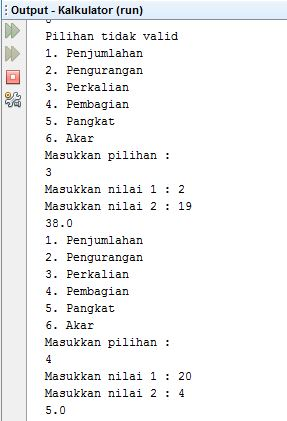 Output - Kalkulator (run)
Pilihan tidak valid
1. Penjumlahan
2. Pengurangan
3. Perkalian
4. Pembagian
5. Pangkat
6. Akar
Masukkan pilihan :
3
Masukkan nilai 1 : 2
Masukkan nilai 2 : 19
38.0
1. Penjumlahan
2. Pengurangan
3. Perkalian
4. Pembagian
5. Pangkat
6. Akar
Masukkan pilihan :
4
Masukkan nilai 1 : 20
Masukkan nilai 2 : 4
5.0